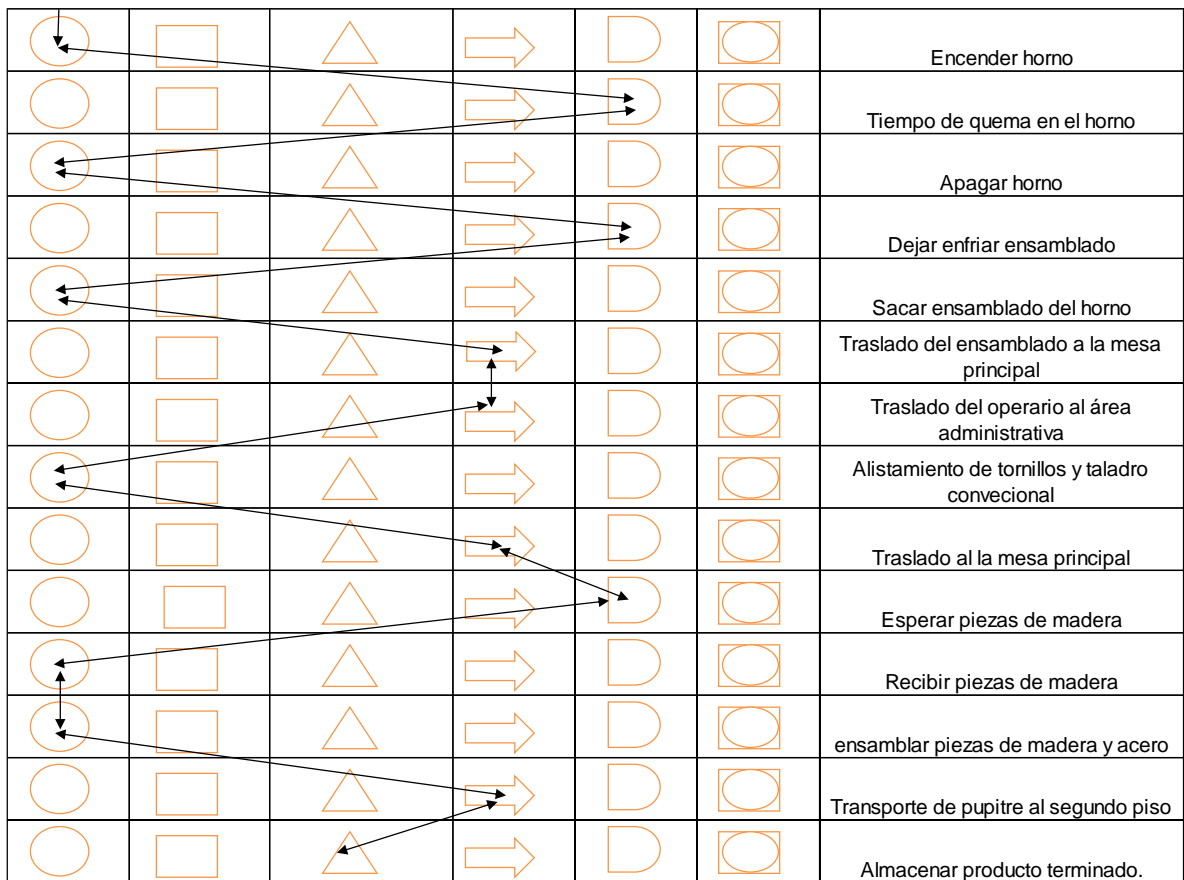 Encender horno
Tiempo de quema en el horno
Apagar horno
Dejar enfriar ensamblado
Sacar ensamblado del horno
Traslado del ensamblado a la mesa
principal
Traslado del operario al área
administrativa
Alistamiento de tornillos y taladro
convecional
Traslado al la mesa principal
Esperar piezas de madera
Recibir piezas de madera
ensamblar piezas de madera y acero
Transporte de pupitre al segundo piso
Almacenar producto terminado.